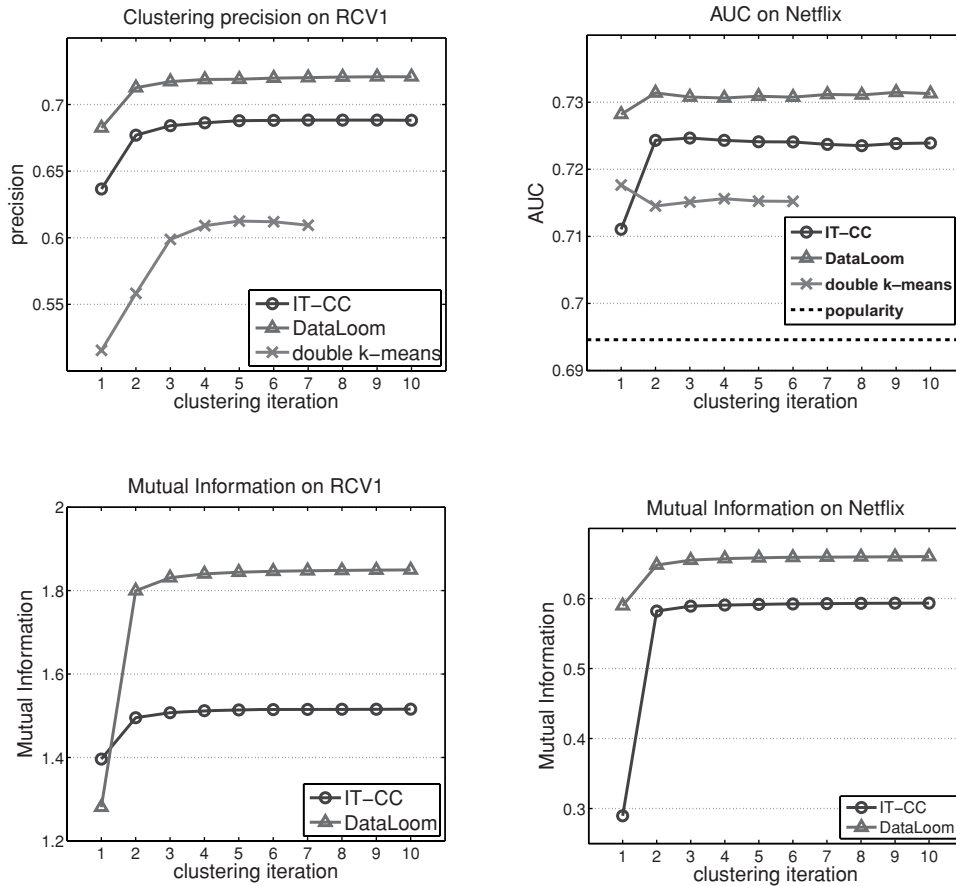 Clustering precision on RCV1
precision
0.7
0.65
0.6
0.55
IT-CC
DataLoom
double k-means
1 2 3 4 5 6 7 8 9 10
clustering iteration
AUC on Netflix
AUC
0.73
0.72
0.71
0.7
0.69
IT-CC
DataLoom
double k-means
popularity
1 2 3 4 5 6 7 8 9 10
clustering iteration
Mutual Information on RCV1
Mutual Information
2
1.8
1.6
1.4
1.2
IT-CC
DataLoom
1 2 3 4 5 6 7 8 9 10
clustering iteration
Mutual Information on Netflix
Mutual Information
0.6
0.5
0.4
0.3
IT-CC
DataLoom
1 2 3 4 5 6 7 8 9 10
clustering iteration